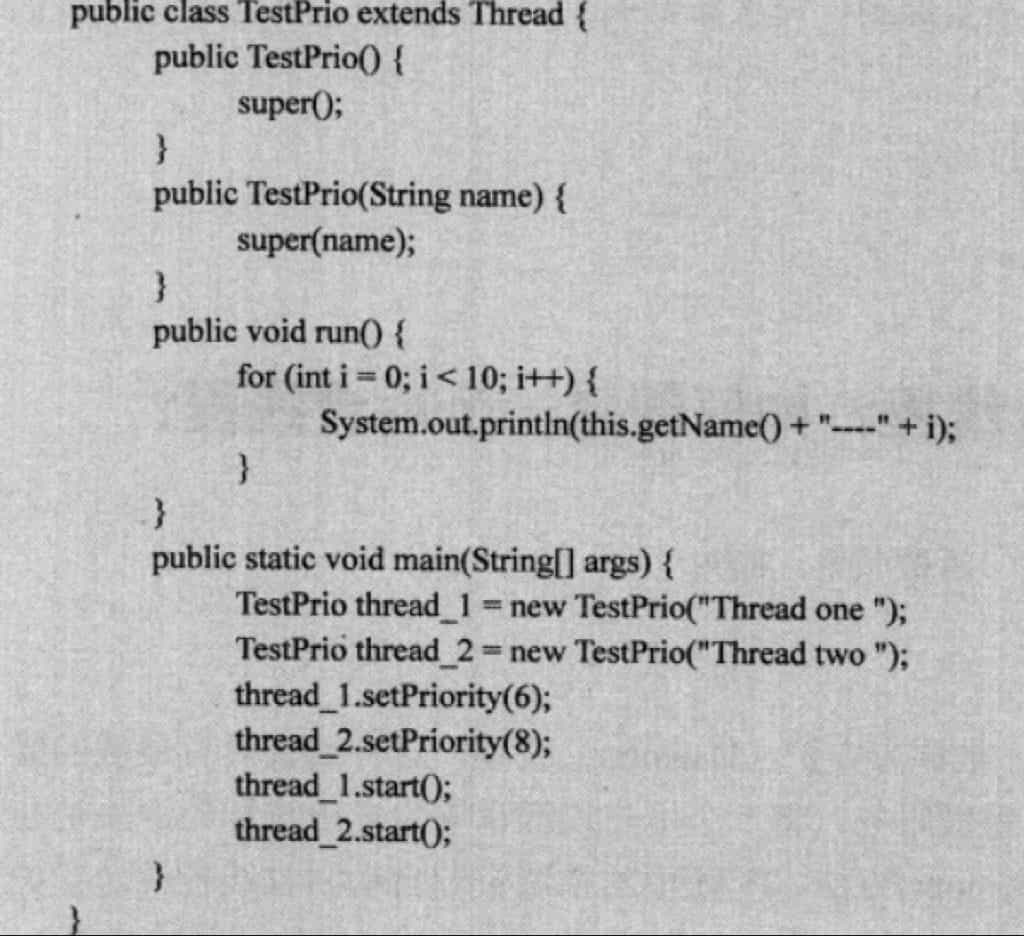 public class TestPrio extends Thread {
public TestPrio() {
super();
}
public TestPrio(String name) {
super(name);
}
public void run() {
for (int i = 0; i < 10; i++) {
System.out.println(this.getName() + "----" + i);
}
}
public static void main(String[] args) {
TestPrio thread_1 = new TestPrio("Thread one ");
TestPrio thread_2 = new TestPrio("Thread two ");
thread_1.setPriority(6);
thread_2.setPriority(8);
thread_1.start();
thread_2.start();
}
}